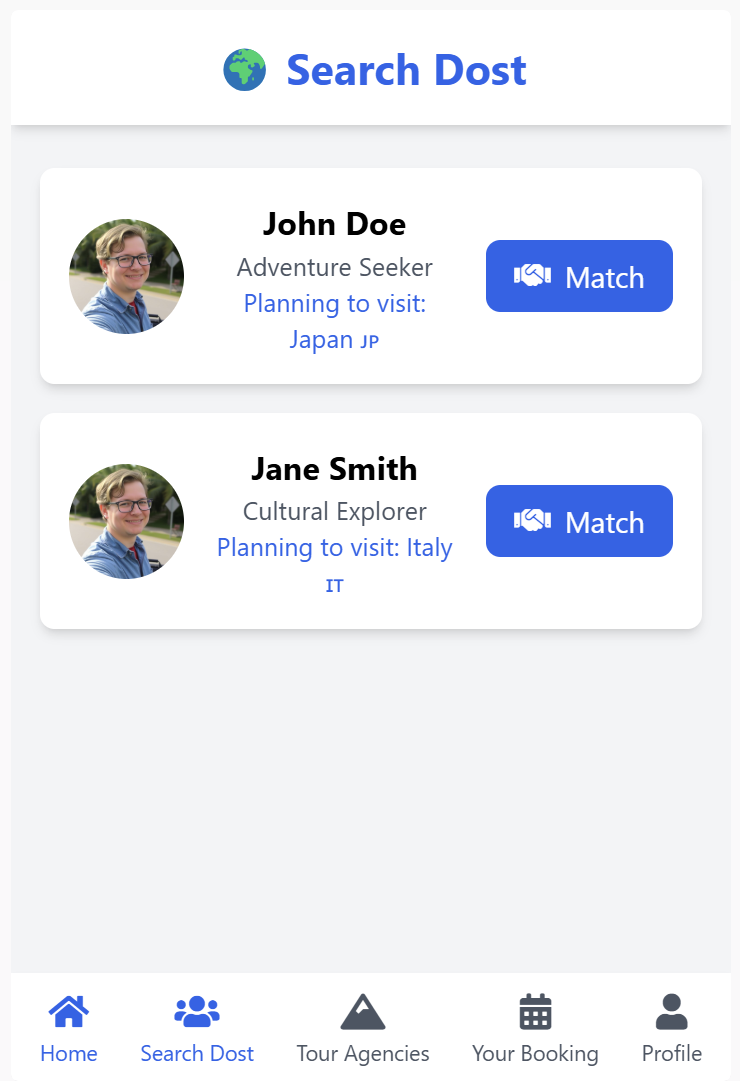 🌍 Search Dost
John Doe
Adventure Seeker
Planning to visit:
Japan JP
Match
Jane Smith
Cultural Explorer
Planning to visit: Italy
IT
Match
Home
Search Dost
Tour Agencies
Your Booking
Profile